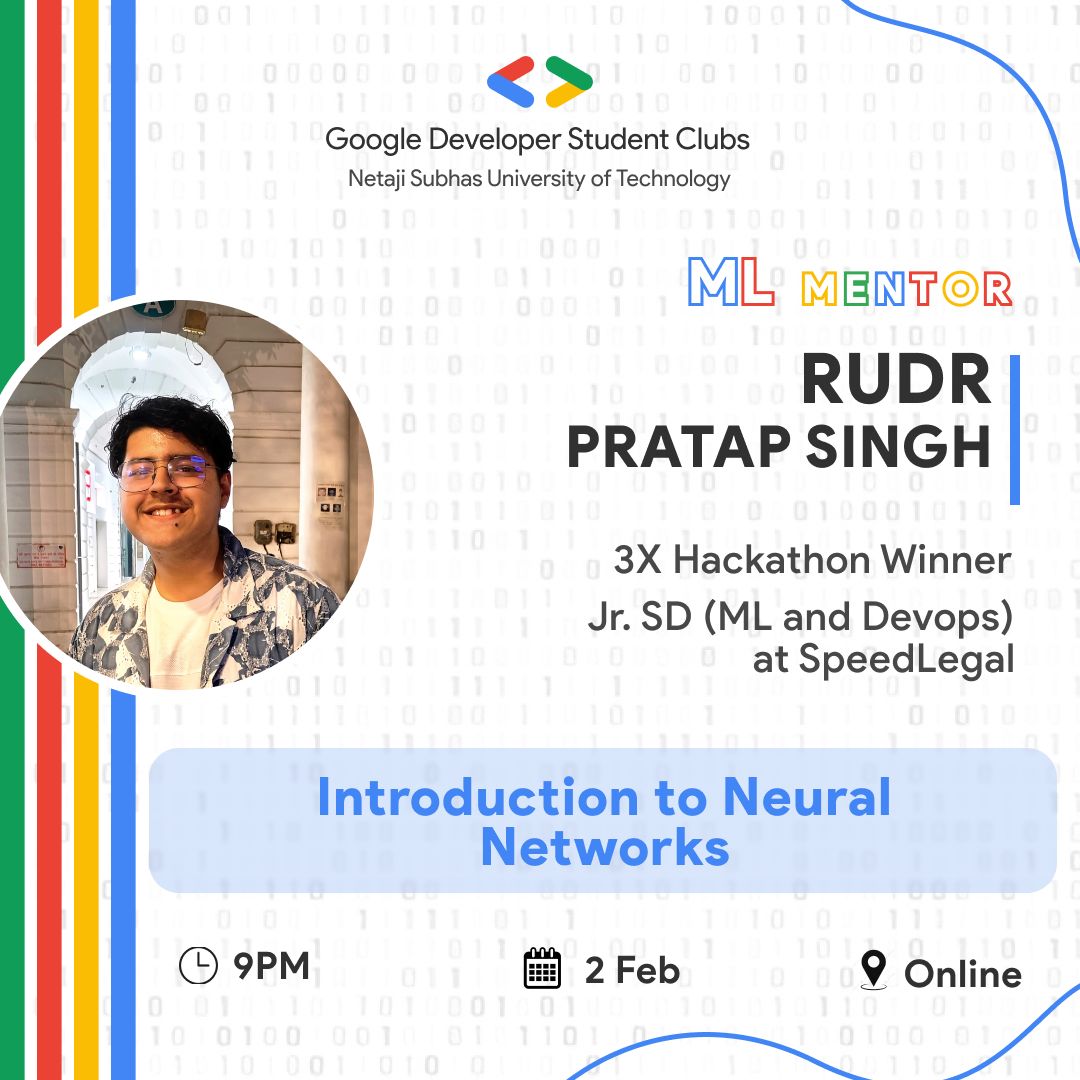 Google Developer Student Clubs
Netaji Subhas University of Technology
ML MENTOR
RUDR
PRATAP SINGH
3X Hackathon Winner
Jr. SD (ML and Devops)
at SpeedLegal
Introduction to Neural
Networks
9PM
2 Feb
Online
A